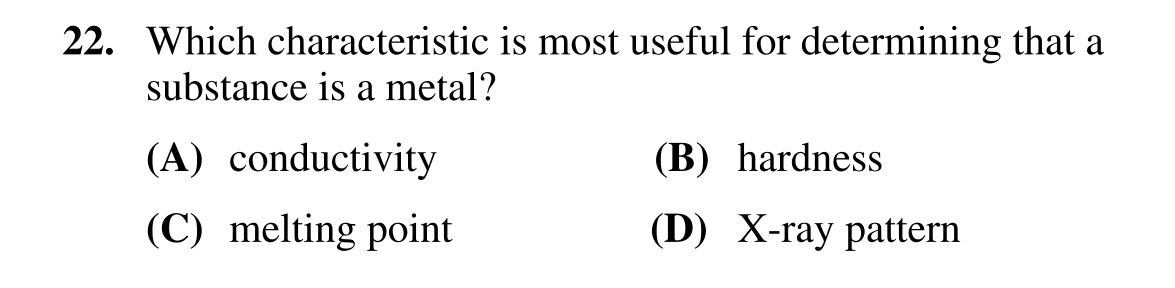 22. Which characteristic is most useful for determining that a
substance is a metal?
(A) conductivity (B) hardness
(C) melting point (D) X-ray pattern